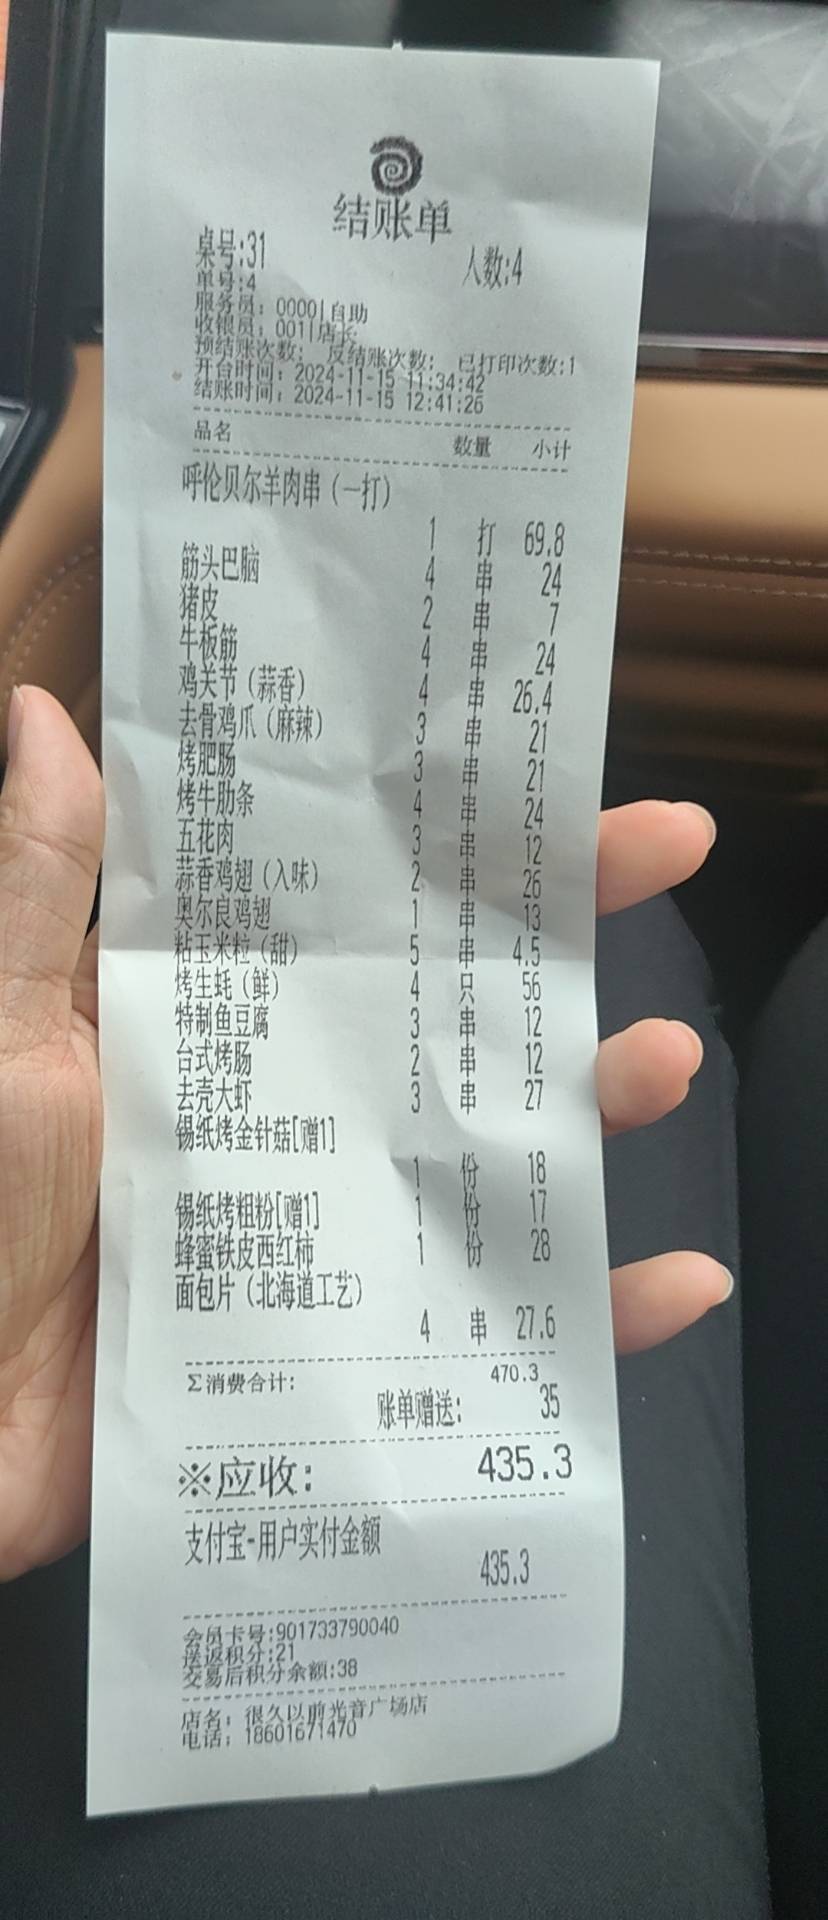 结账单
桌号:31 人数:4
单号:4
服务员: 0000|自助
收银员: 001|店长
预结账次数: 反结账次数: 已打印次数:1
开台时间: 2024-11-15 11:34:42
结账时间: 2024-11-15 12:41:26
品名 数量 小计
呼伦贝尔羊肉串(一打)
1 打 69.8
筋头巴脑 4 串 24
猪皮 2 串 7
牛板筋 4 串 24
鸡关节(蒜香) 4 串 26.4
去骨鸡爪(麻辣) 3 串 21
烤肥肠 3 串 21
烤牛肋条 4 串 24
五花肉 3 串 12
蒜香鸡翅(入味) 2 串 26
奥尔良鸡翅 1 串 13
粘玉米粒(甜) 5 串 4.5
烤生蚝(鲜) 4 只 56
特制鱼豆腐 3 串 12
台式烤肠 2 串 12
去壳大虾 3 串 27
锡纸烤金针菇[赠1]
1 份 18
锡纸烤粗粉[赠1] 1 份 17
蜂蜜铁皮西红柿 1 份 28
面包片(北海道工艺)
4 串 27.6
Σ消费合计: 470.3
账单赠送: 35
※应收: 435.3
支付宝-用户实付金额
435.3
会员卡号:901733790040
送返积分:21
交易后积分余额:38
店名: 很久以前光音广场店
电话: 18601671470